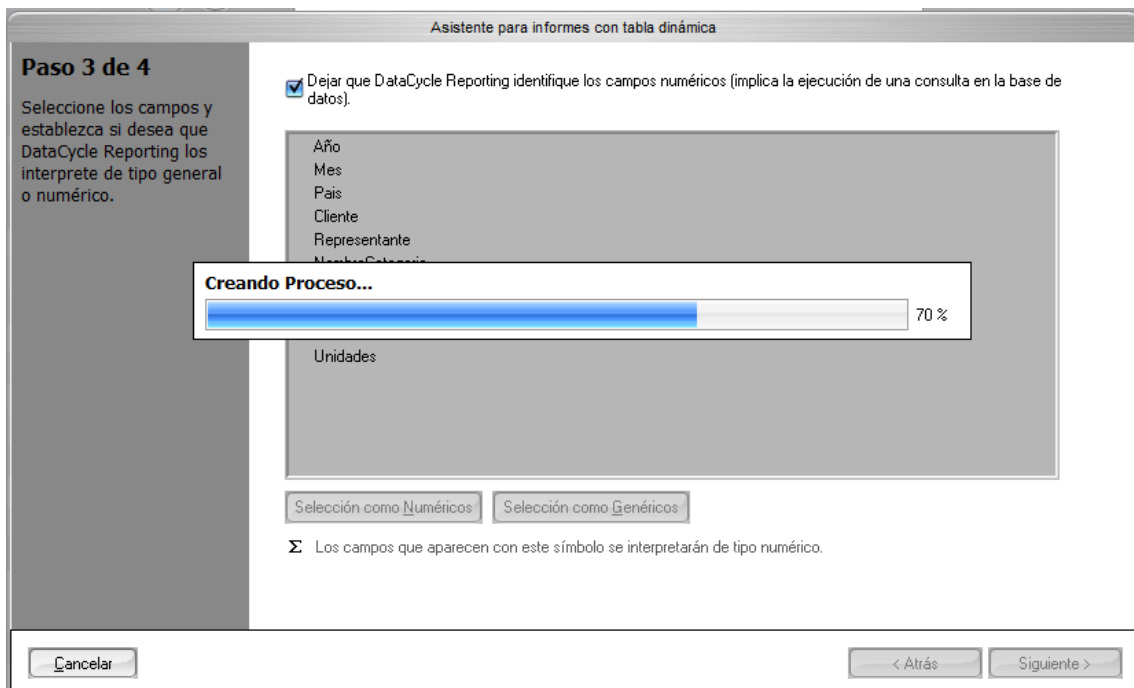 Asistente para informes con tabla dinámica
Paso 3 de 4
Seleccione los campos y
establezca si desea que
DataCycle Reporting los
interprete de tipo general
o numérico.
Dejar que DataCycle Reporting identifique los campos numéricos (implica la ejecución de una consulta en la base de
datos).
Año
Mes
Pais
Cliente
Representante
NombreCategoria
Creando Proceso...
70 %
Unidades
Selección como Numéricos
Selección como Genéricos
Σ Los campos que aparecen con este símbolo se interpretarán de tipo numérico.
Cancelar
< Atrás
Siguiente >